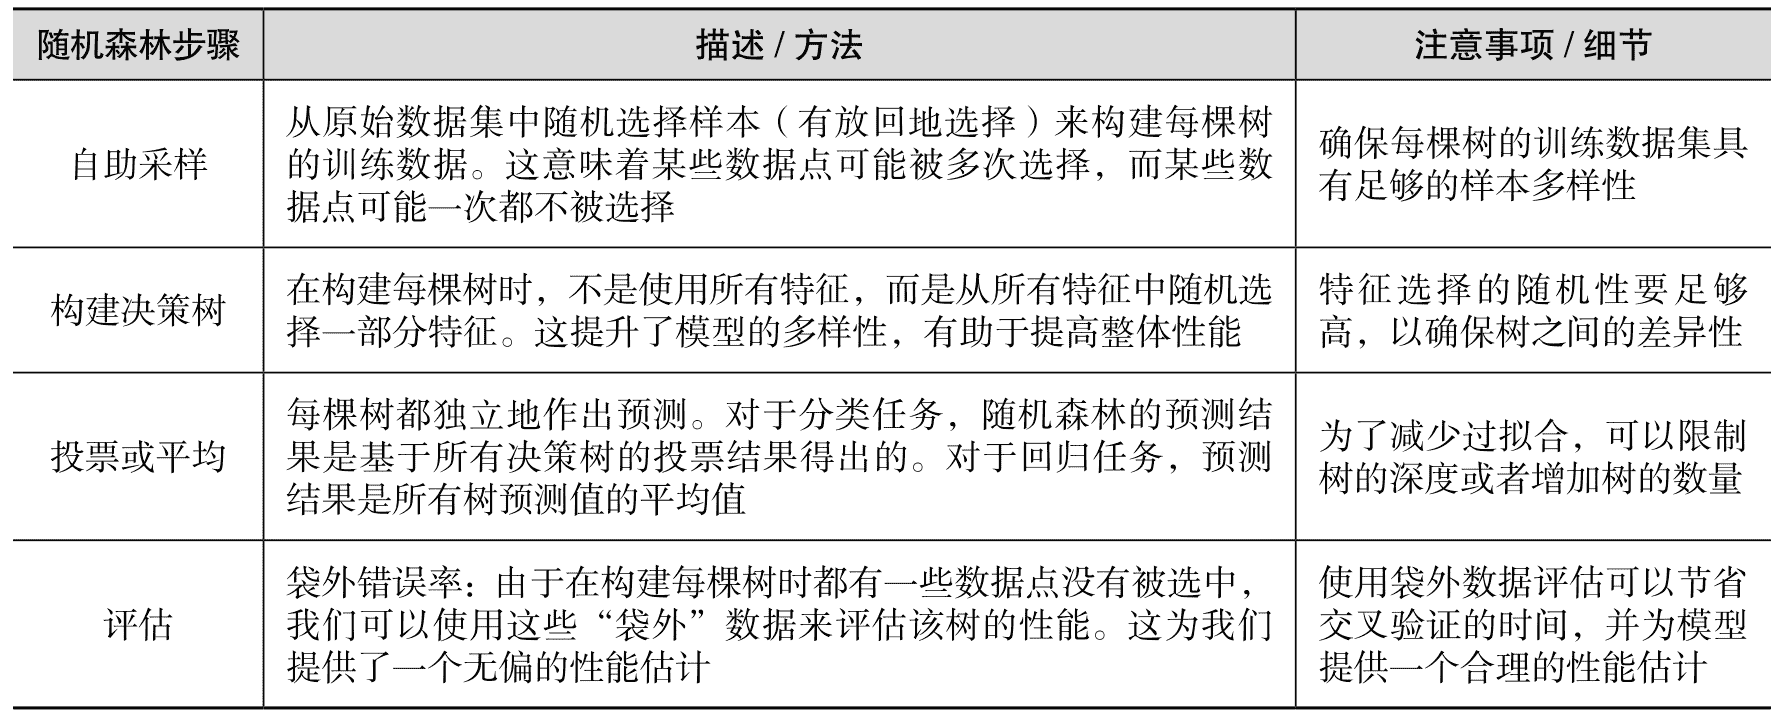 随机森林步骤
描述 / 方法
注意事项 / 细节
自助采样
从原始数据集中随机选择样本（有放回地选择）来构建每棵树
的训练数据。这意味着某些数据点可能被多次选择，而某些数
据点可能一次都不被选择
确保每棵树的训练数据集具
有足够的样本多样性
构建决策树
在构建每棵树时，不是使用所有特征，而是从所有特征中随机选
择一部分特征。这提升了模型的多样性，有助于提高整体性能
特征选择的随机性要足够
高，以确保树之间的差异性
投票或平均
每棵树都独立地作出预测。对于分类任务，随机森林的预测结
果是基于所有决策树的投票结果得出的。对于回归任务，预测
结果是所有树预测值的平均值
为了减少过拟合，可以限制
树的深度或者增加树的数量
评估
袋外错误率：由于在构建每棵树时都有一些数据点没有被选中，
我们可以使用这些“袋外”数据来评估该树的性能。这为我们
提供了一个无偏的性能估计
使用袋外数据评估可以节省
交叉验证的时间，并为模型
提供一个合理的性能估计